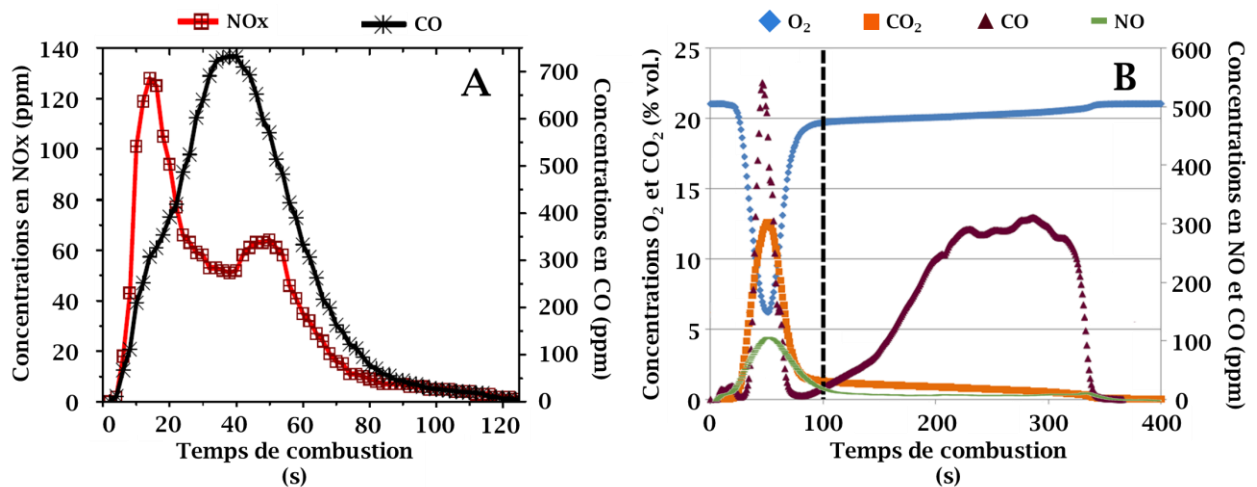 NOx CO
Concentrations en NOx (ppm)
140
120
100
80
60
40
20
0
A
700
600
500
400
300
200
100
0
Concentrations en CO (ppm)
0 20 40 60 80 100 120
Temps de combustion
(s)
O₂ CO₂ CO NO
Concentrations O₂ et CO₂ (% vol.)
25
20
15
10
5
0
B
600
500
400
300
200
100
0
Concentrations en NO et CO (ppm)
0 100 200 300 400
Temps de combustion
(s)